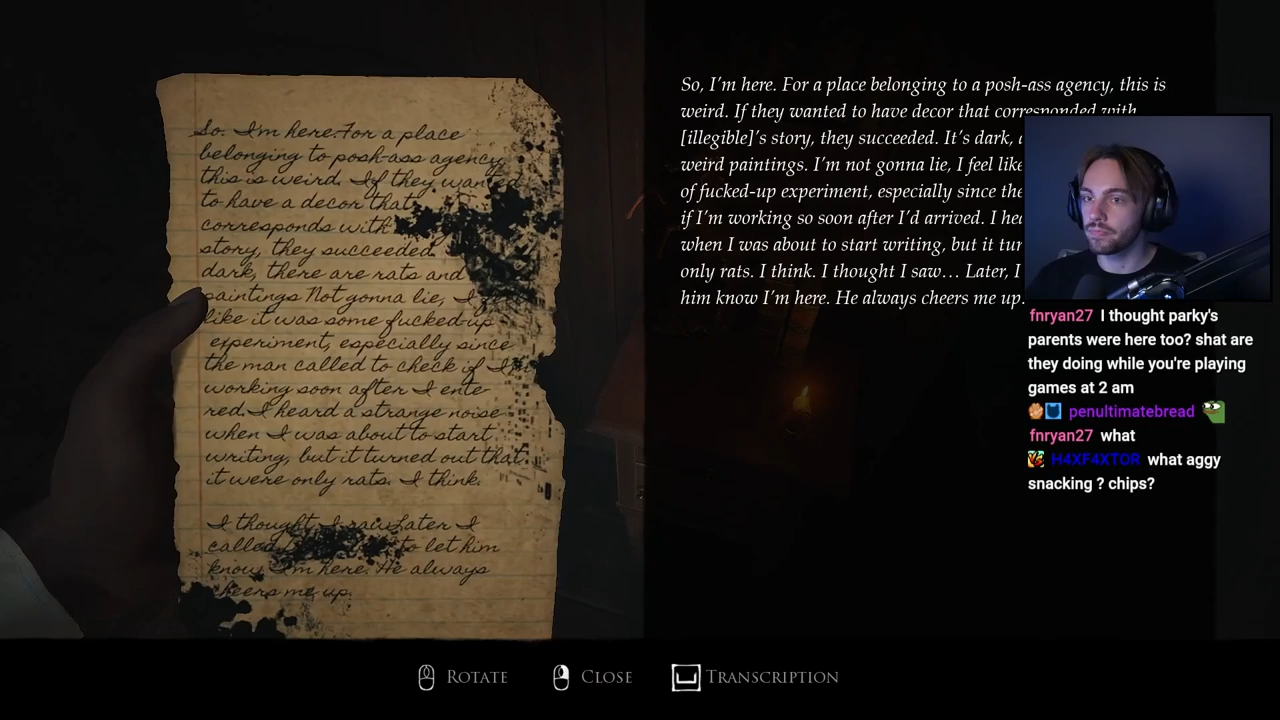 So. I'm here. For a place
belonging to posh-ass agency,
this is weird. If they wanted
to have a decor that
corresponds with
story, they succeeded.
dark, there are rats and
paintings Not gonna lie, I
like it was some fucked-up
experiment, especially since
the man called to check if I
working soon after I ente-
red. I heard a strange noise
when I was about to start
writing, but it turned out that
it were only rats. I think.
I thought I saw Later I
called to let him
know I'm here. He always
cheers me up.
So, I'm here. For a place belonging to a posh-ass agency, this is
weird. If they wanted to have decor that corresponded with
[illegible]'s story, they succeeded. It's dark,
weird paintings. I'm not gonna lie, I feel like
of fucked-up experiment, especially since the
if I'm working so soon after I'd arrived. I
when I was about to start writing, but it
only rats. I think. I thought I saw... Later, I
him know I'm here. He always cheers me up.
fnryan27 I thought parky's
parents were here too? shat are
they doing while you're playing
games at 2 am
penultimatebread
fnryan27 what
H4XF4XTOR what aggy
snacking ? chips?
ROTATE CLOSE TRANSCRIPTION